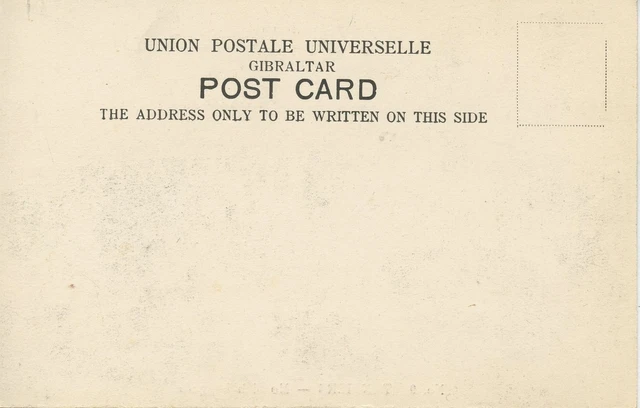 UNION POSTALE UNIVERSELLE
GIBRALTAR
POST CARD
THE ADDRESS ONLY TO BE WRITTEN ON THIS SIDE